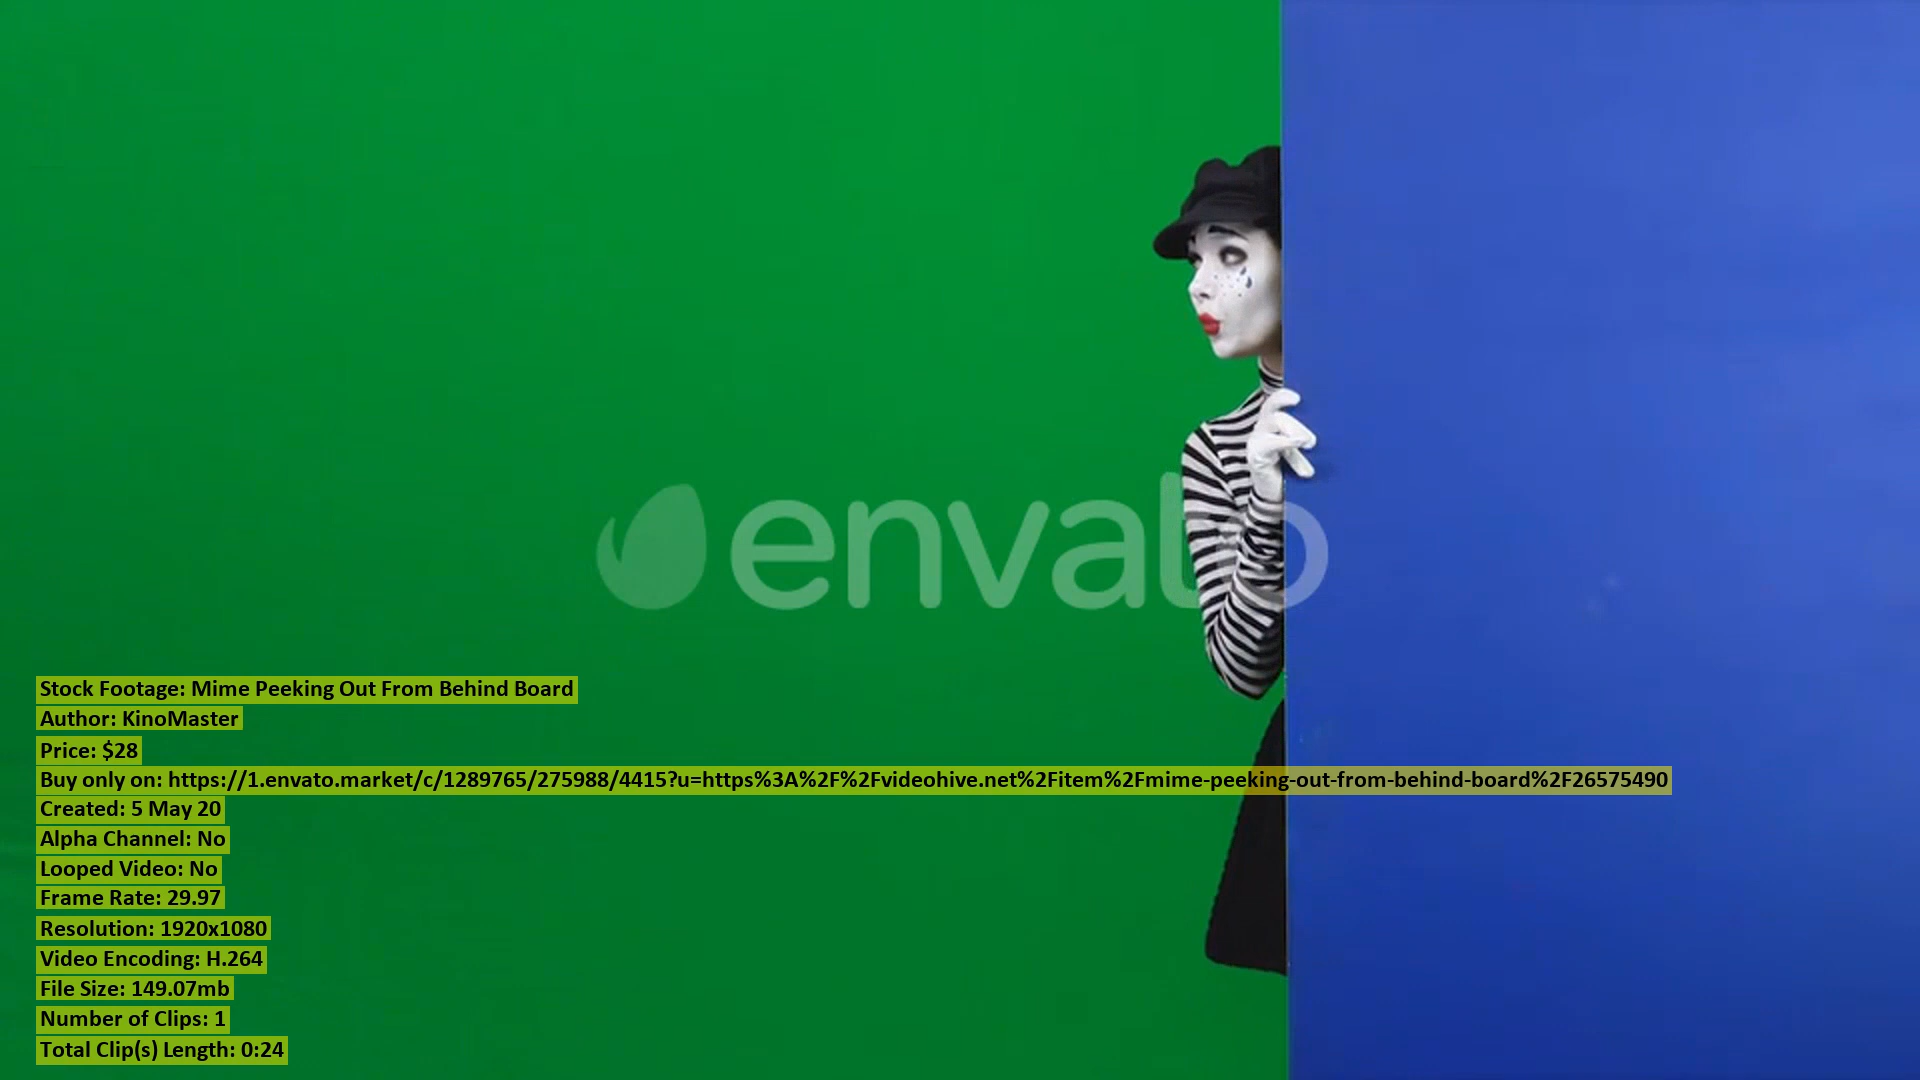 envato
Stock Footage: Mime Peeking Out From Behind Board
Author: KinoMaster
Price: $28
Buy only on: https://1.envato.market/c/1289765/275988/4415?u=https%3A%2F%2Fvideohive.net%2Fitem%2Fmime-peeking-out-from-behind-board%2F26575490
Created: 5 May 20
Alpha Channel: No
Looped Video: No
Frame Rate: 29.97
Resolution: 1920x1080
Video Encoding: H.264
File Size: 149.07mb
Number of Clips: 1
Total Clip(s) Length: 0:24